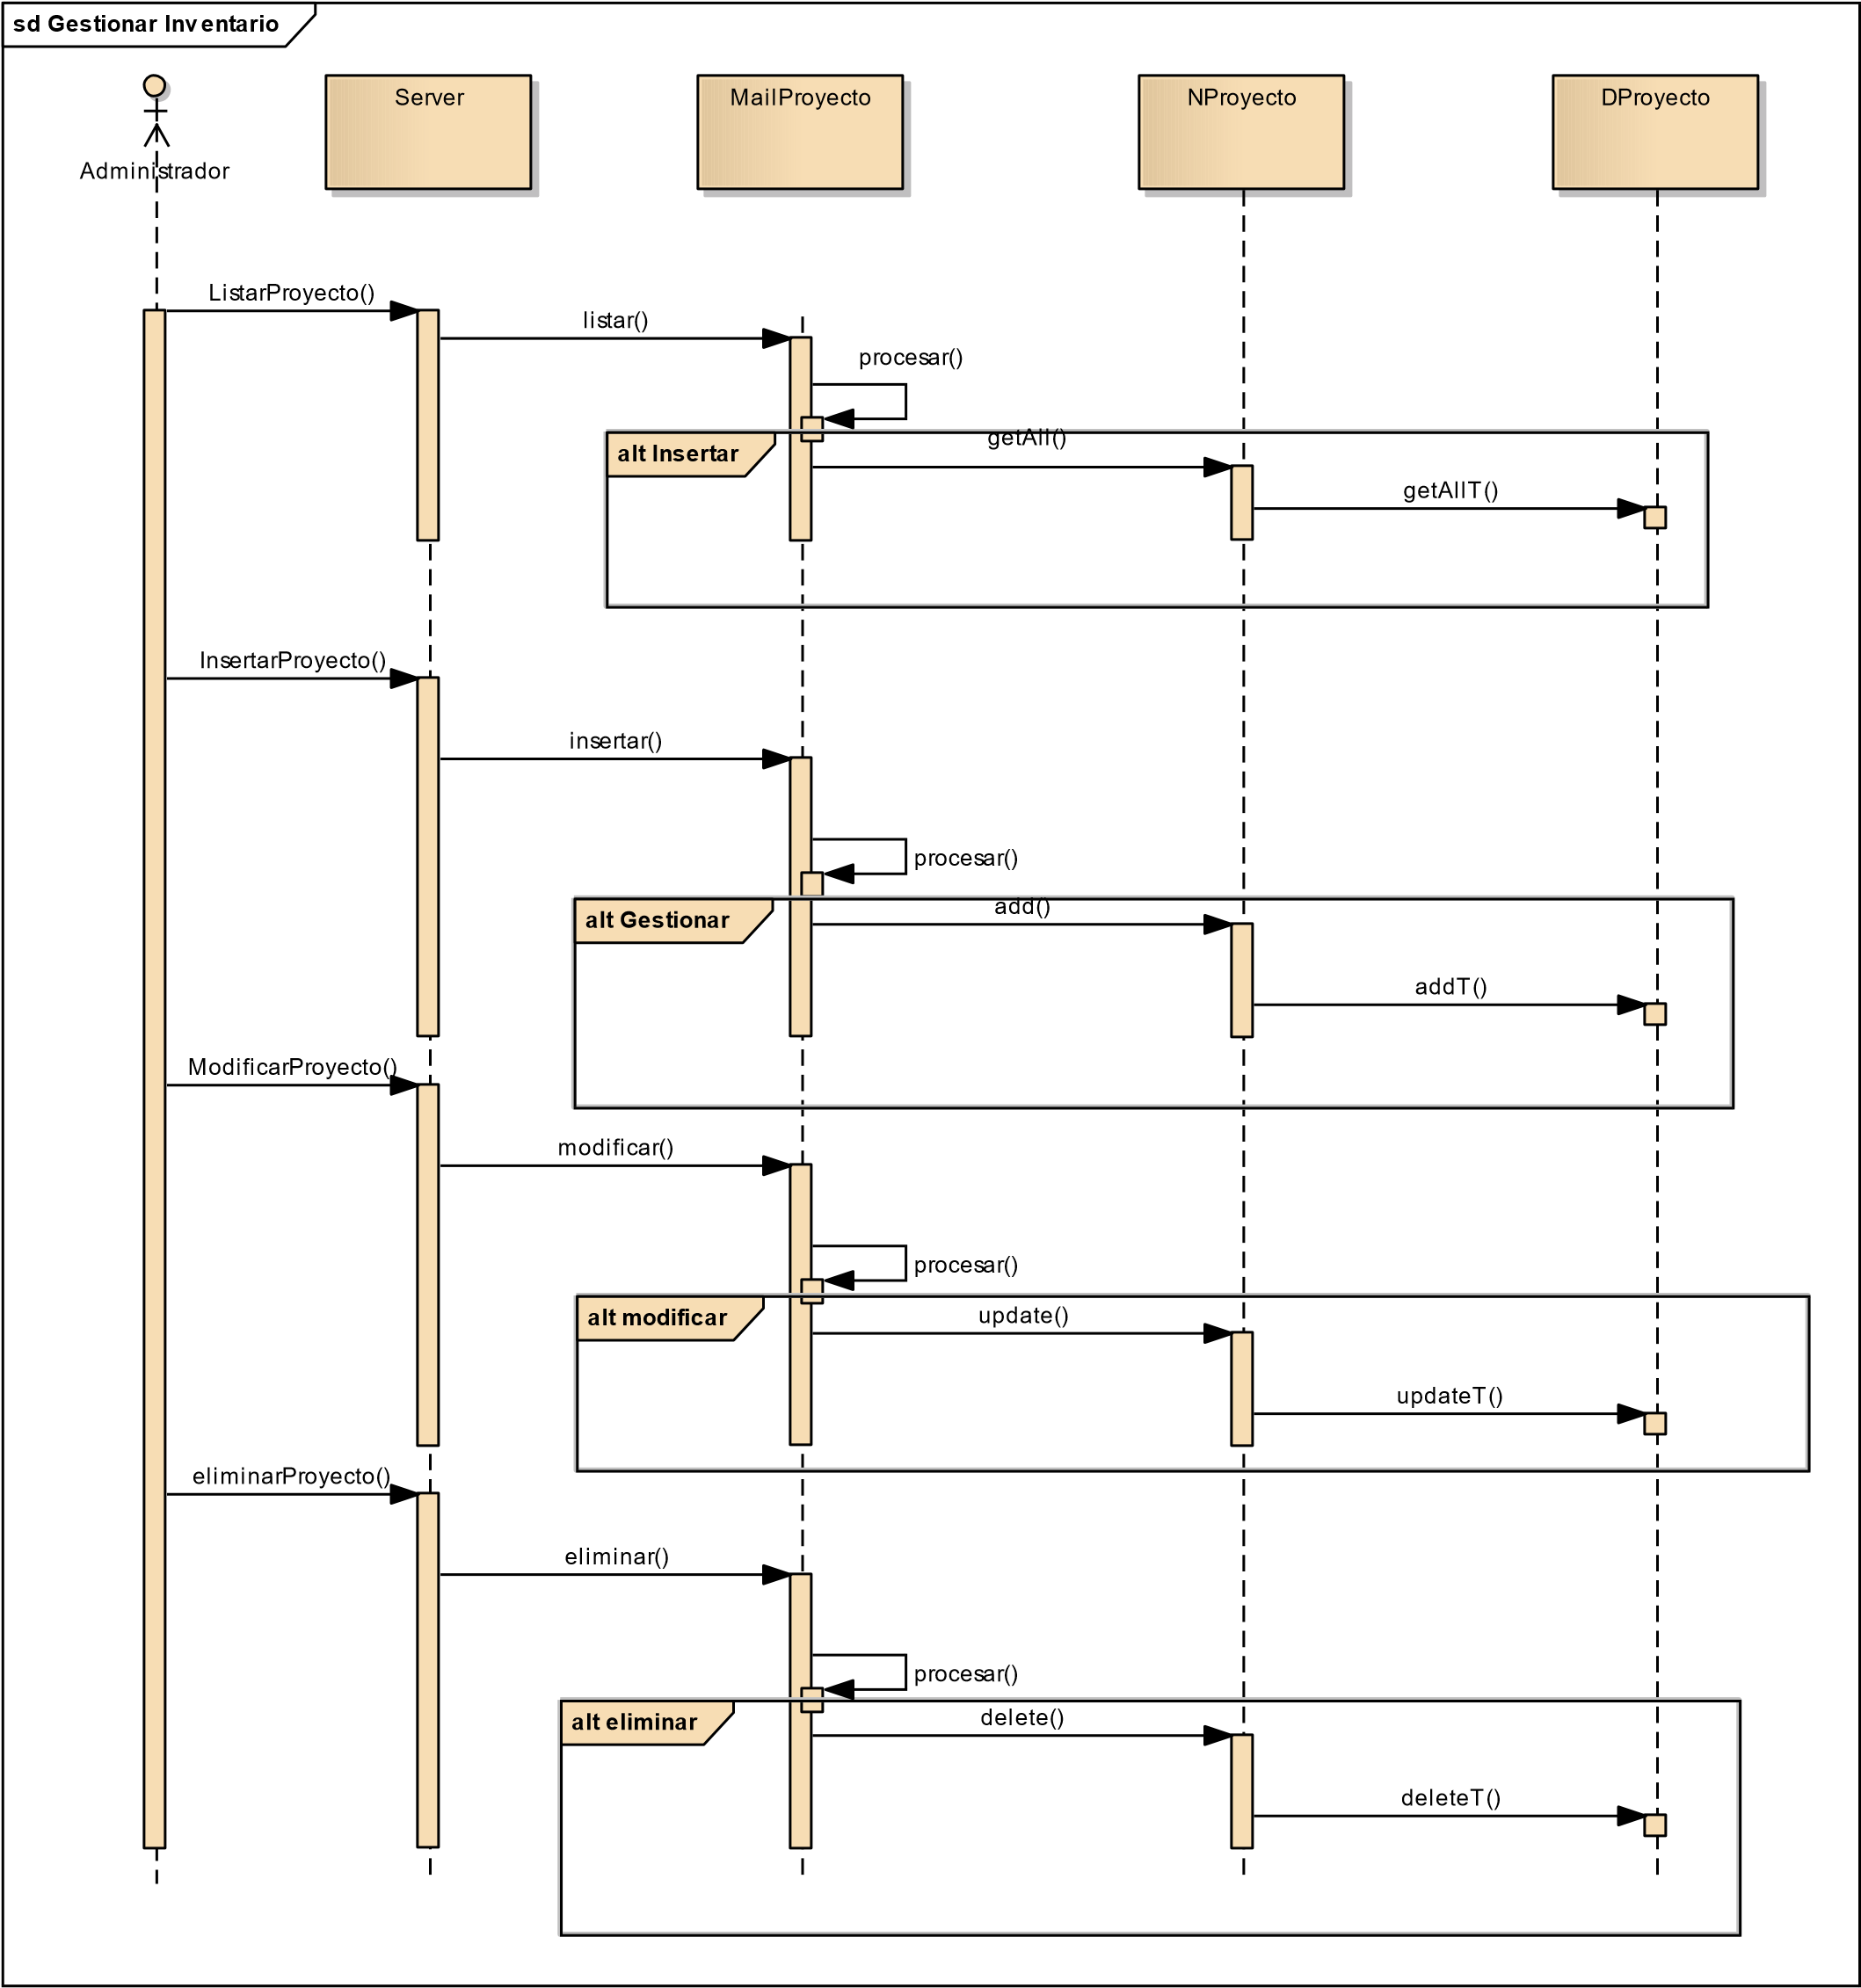 sd Gestionar Inventario
Server
MailProyecto
NProyecto
DProyecto
Administrador
ListarProyecto()
listar()
procesar()
alt Insertar
getAll()
getAllT()
InsertarProyecto()
insertar()
procesar()
alt Gestionar
add()
addT()
ModificarProyecto()
modificar()
procesar()
alt modificar
update()
updateT()
eliminarProyecto()
eliminar()
procesar()
alt eliminar
delete()
deleteT()